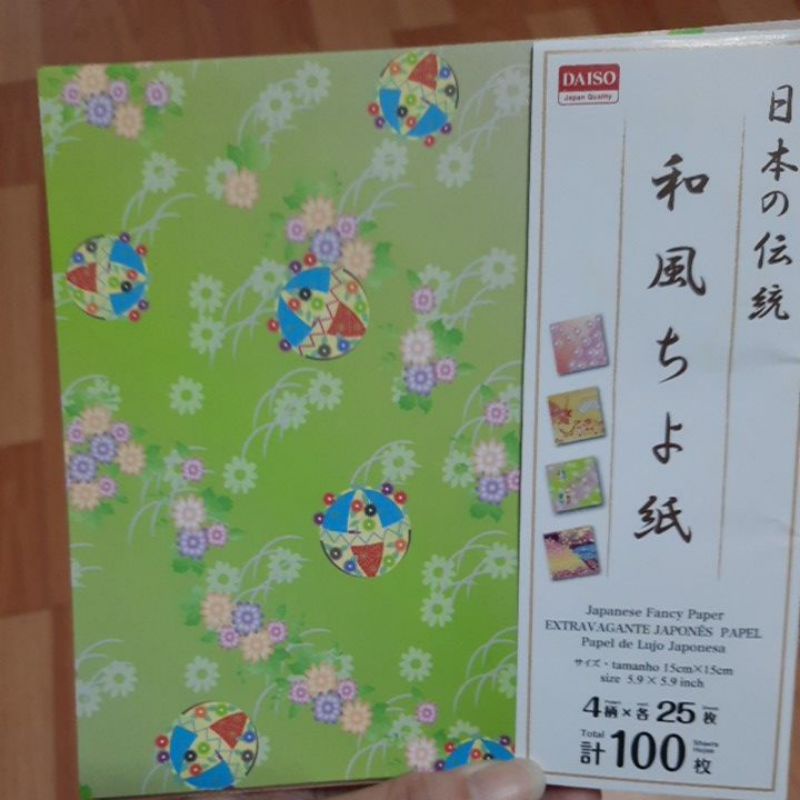 DAISO
Japan Quality
日本の伝統
和風ちよ紙
Japanese Fancy Paper
EXTRAVAGANTE JAPONÊS PAPEL
Papel de Lujo Japonesa
サイズ・tamanho 15cm×15cm
size 5.9×5.9 inch
4柄×各25枚
Total
計100枚
Sheets